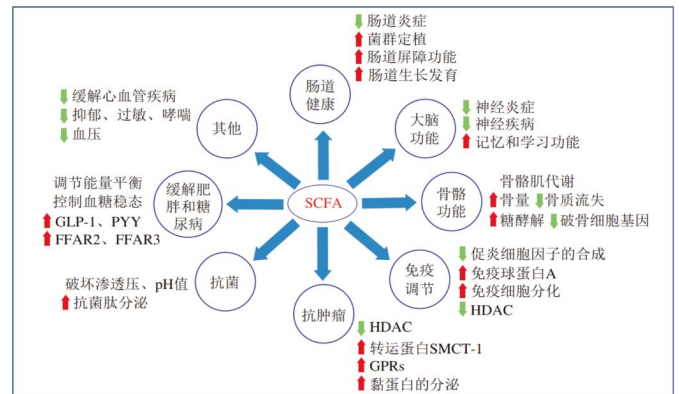 肠道炎症
菌群定植
肠道屏障功能
肠道生长发育
肠道
健康
缓解心血管疾病
抑郁、过敏、哮喘
血压
其他
大脑
功能
神经炎症
神经疾病
记忆和学习功能
调节能量平衡
控制血糖稳态
GLP-1、PYY
FFAR2、FFAR3
缓解肥
胖和糖
尿病
SCFA
骨骼
功能
骨骼肌代谢
骨量 骨质流失
糖酵解 破骨细胞基因
破坏渗透压、pH值
抗菌肽分泌
抗菌
免疫
调节
促炎细胞因子的合成
免疫球蛋白A
免疫细胞分化
HDAC
抗肿瘤
HDAC
转运蛋白SMCT-1
GPRs
黏蛋白的分泌